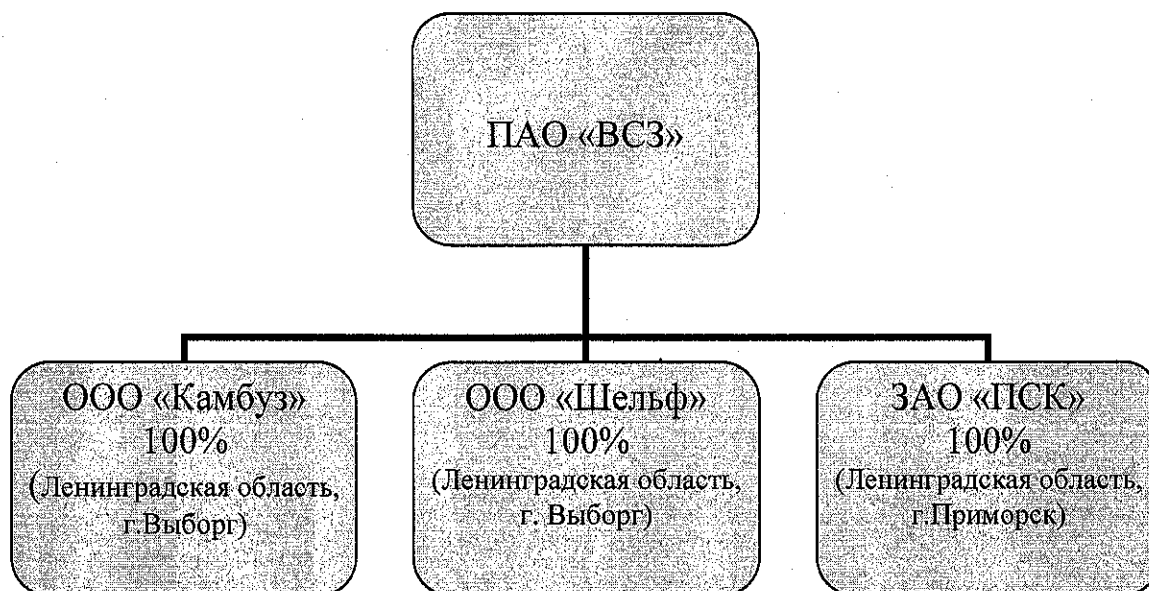 ПАО «ВСЗ»
ООО «Камбуз»
100%
(Ленинградская область,
г.Выборг)
ООО «Шельф»
100%
(Ленинградская область,
г. Выборг)
ЗАО «ПСК»
100%
(Ленинградская область,
г.Приморск)